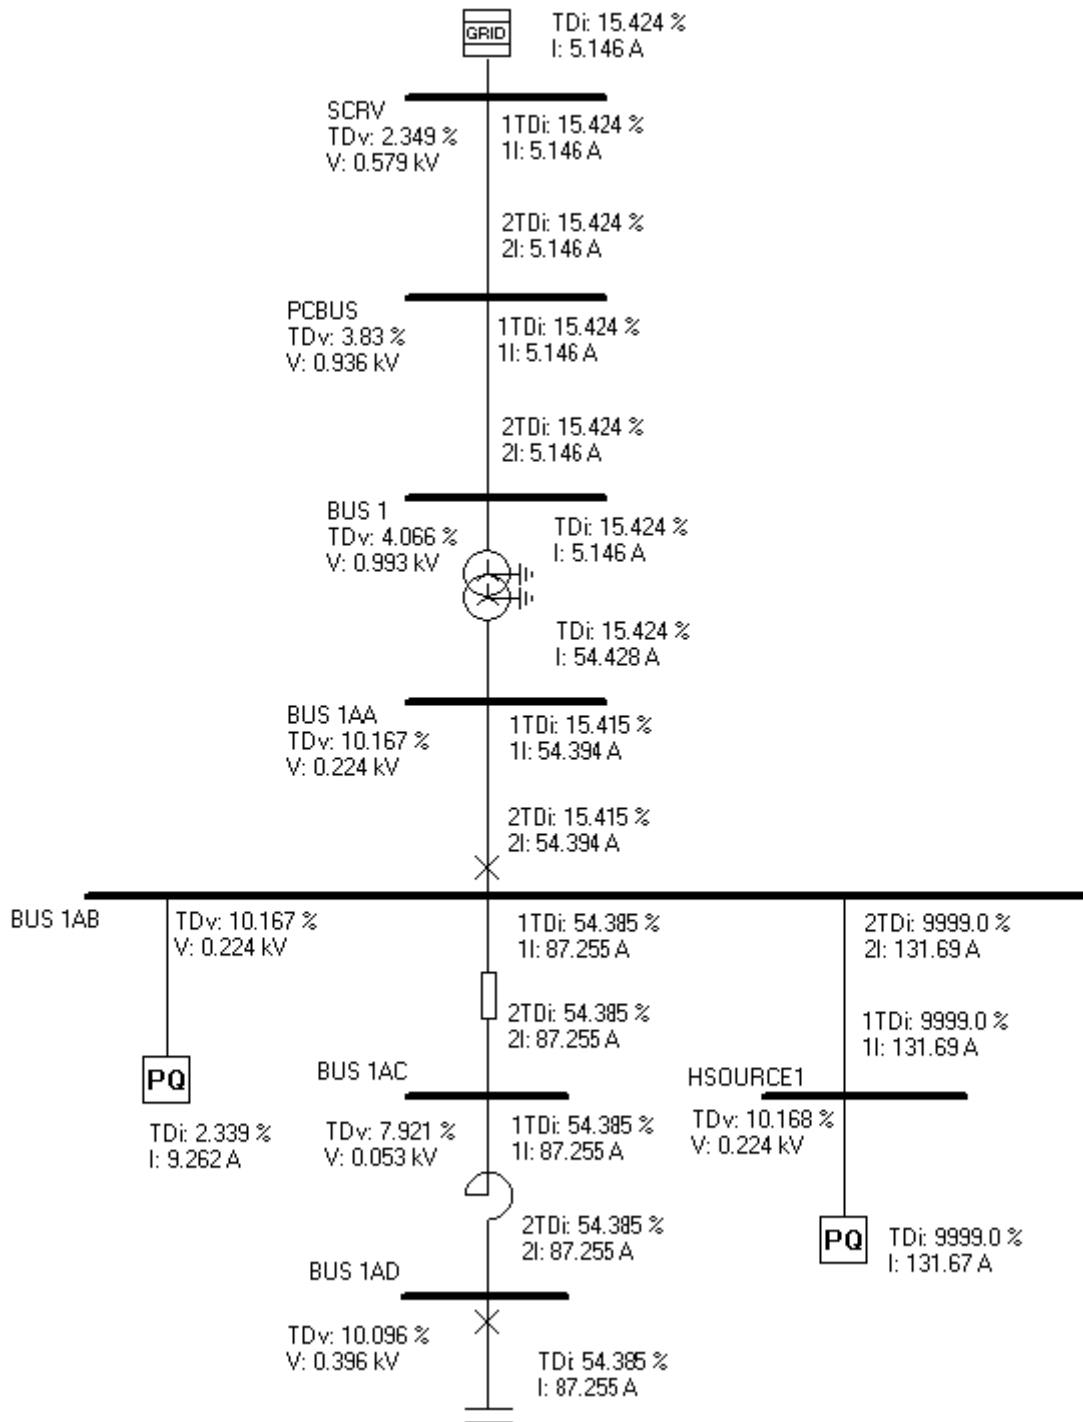 GRID
TDi: 15.424 %
I: 5.146 A
SCRV
TDv: 2.349 %
V: 0.579 kV
1TDi: 15.424 %
1I: 5.146 A
2TDi: 15.424 %
2I: 5.146 A
PCBUS
TDv: 3.83 %
V: 0.936 kV
1TDi: 15.424 %
1I: 5.146 A
2TDi: 15.424 %
2I: 5.146 A
BUS 1
TDv: 4.066 %
V: 0.993 kV
TDi: 15.424 %
I: 5.146 A
TDi: 15.424 %
I: 54.428 A
BUS 1AA
TDv: 10.167 %
V: 0.224 kV
1TDi: 15.415 %
1I: 54.394 A
2TDi: 15.415 %
2I: 54.394 A
BUS 1AB
TDv: 10.167 %
V: 0.224 kV
1TDi: 54.385 %
1I: 87.255 A
2TDi: 9999.0 %
2I: 131.69 A
2TDi: 54.385 %
2I: 87.255 A
1TDi: 9999.0 %
1I: 131.69 A
PQ
TDi: 2.339 %
I: 9.262 A
BUS 1AC
TDv: 7.921 %
V: 0.053 kV
1TDi: 54.385 %
1I: 87.255 A
HSOURCE1
TDv: 10.168 %
V: 0.224 kV
2TDi: 54.385 %
2I: 87.255 A
PQ
TDi: 9999.0 %
I: 131.67 A
BUS 1AD
TDv: 10.096 %
V: 0.396 kV
TDi: 54.385 %
I: 87.255 A